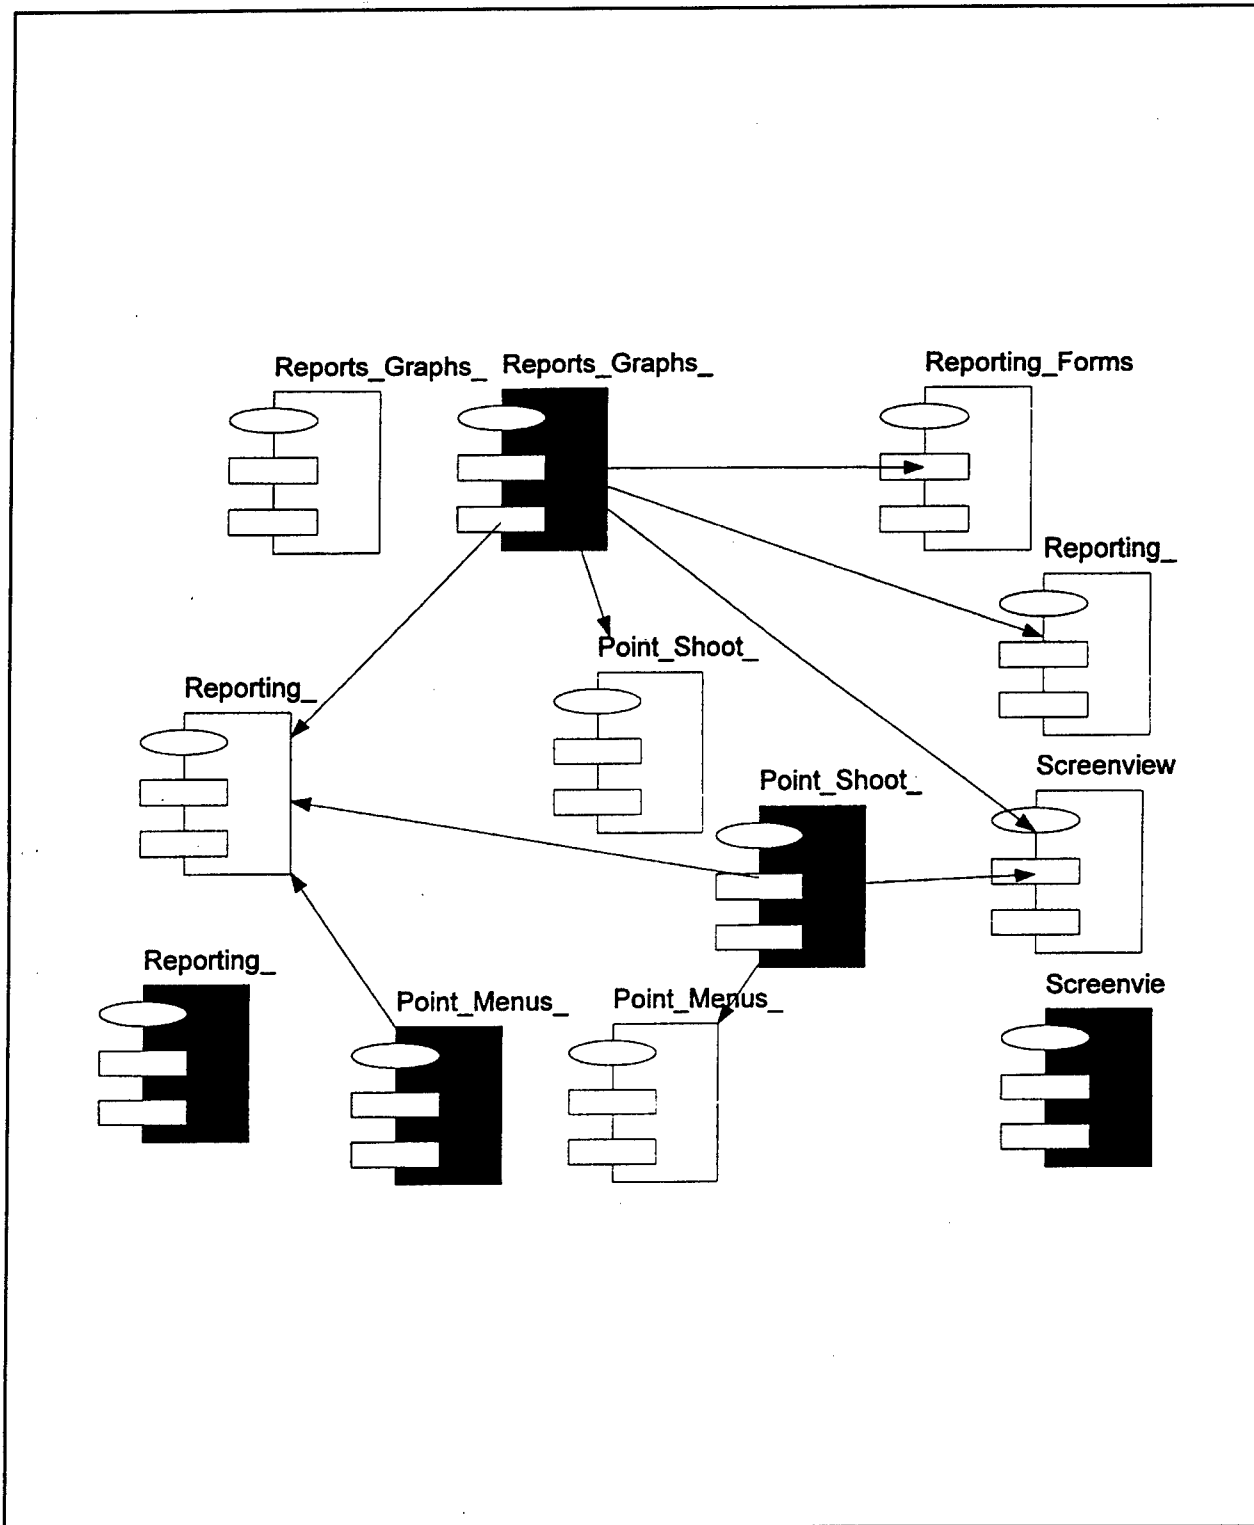 Reports_Graphs_
Reports_Graphs_
Reporting_Forms
Reporting_
Point_Shoot_
Reporting_
Screenview
Point_Shoot_
Reporting_
Screenvie
Point_Menus_
Point_Menus_